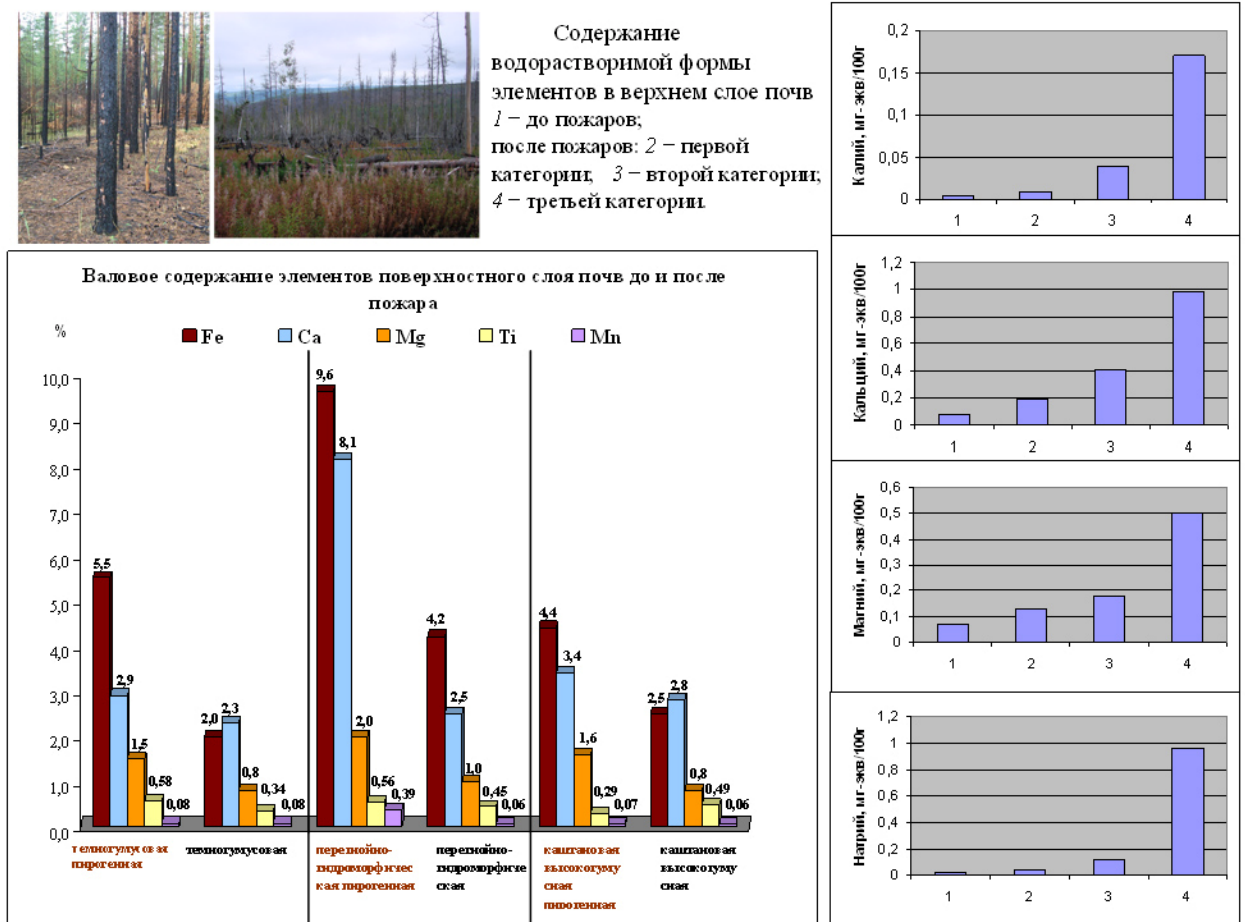 Содержание
водорастворимой формы
элементов в верхнем слое почв
1 – до пожаров;
после пожаров: 2 – первой
категории; 3 – второй категории;
4 – третьей категории.
Валовое содержание элементов поверхностного слоя почв до и после
пожара
%
Fe Ca Mg Ti Mn
10,0
9,0
8,0
7,0
6,0
5,0
4,0
3,0
2,0
1,0
0,0
5,5 2,9 1,5 0,58 0,08
2,0 2,3 0,8 0,34 0,08
9,6 8,1 2,0 0,56 0,39
4,2 2,5 1,0 0,45 0,06
4,4 3,4 1,6 0,29 0,07
2,5 2,8 0,8 0,49 0,06
темногумусовая
пирогенная
темногумусовая
перегнойно-
гидроморфичес
кая пирогенная
перегнойно-
гидроморфиче
ская
каштановая
высокогуму
сная
пирогенная
каштановая
высокогуму
сная
Калий, мг-экв/100г
0,2
0,15
0,1
0,05
0
1 2 3 4
Кальций, мг-экв/100г
1,2
1
0,8
0,6
0,4
0,2
0
1 2 3 4
Магний, мг-экв/100г
0,6
0,5
0,4
0,3
0,2
0,1
0
1 2 3 4
Натрий, мг-экв/100г
1,2
1
0,8
0,6
0,4
0,2
0
1 2 3 4